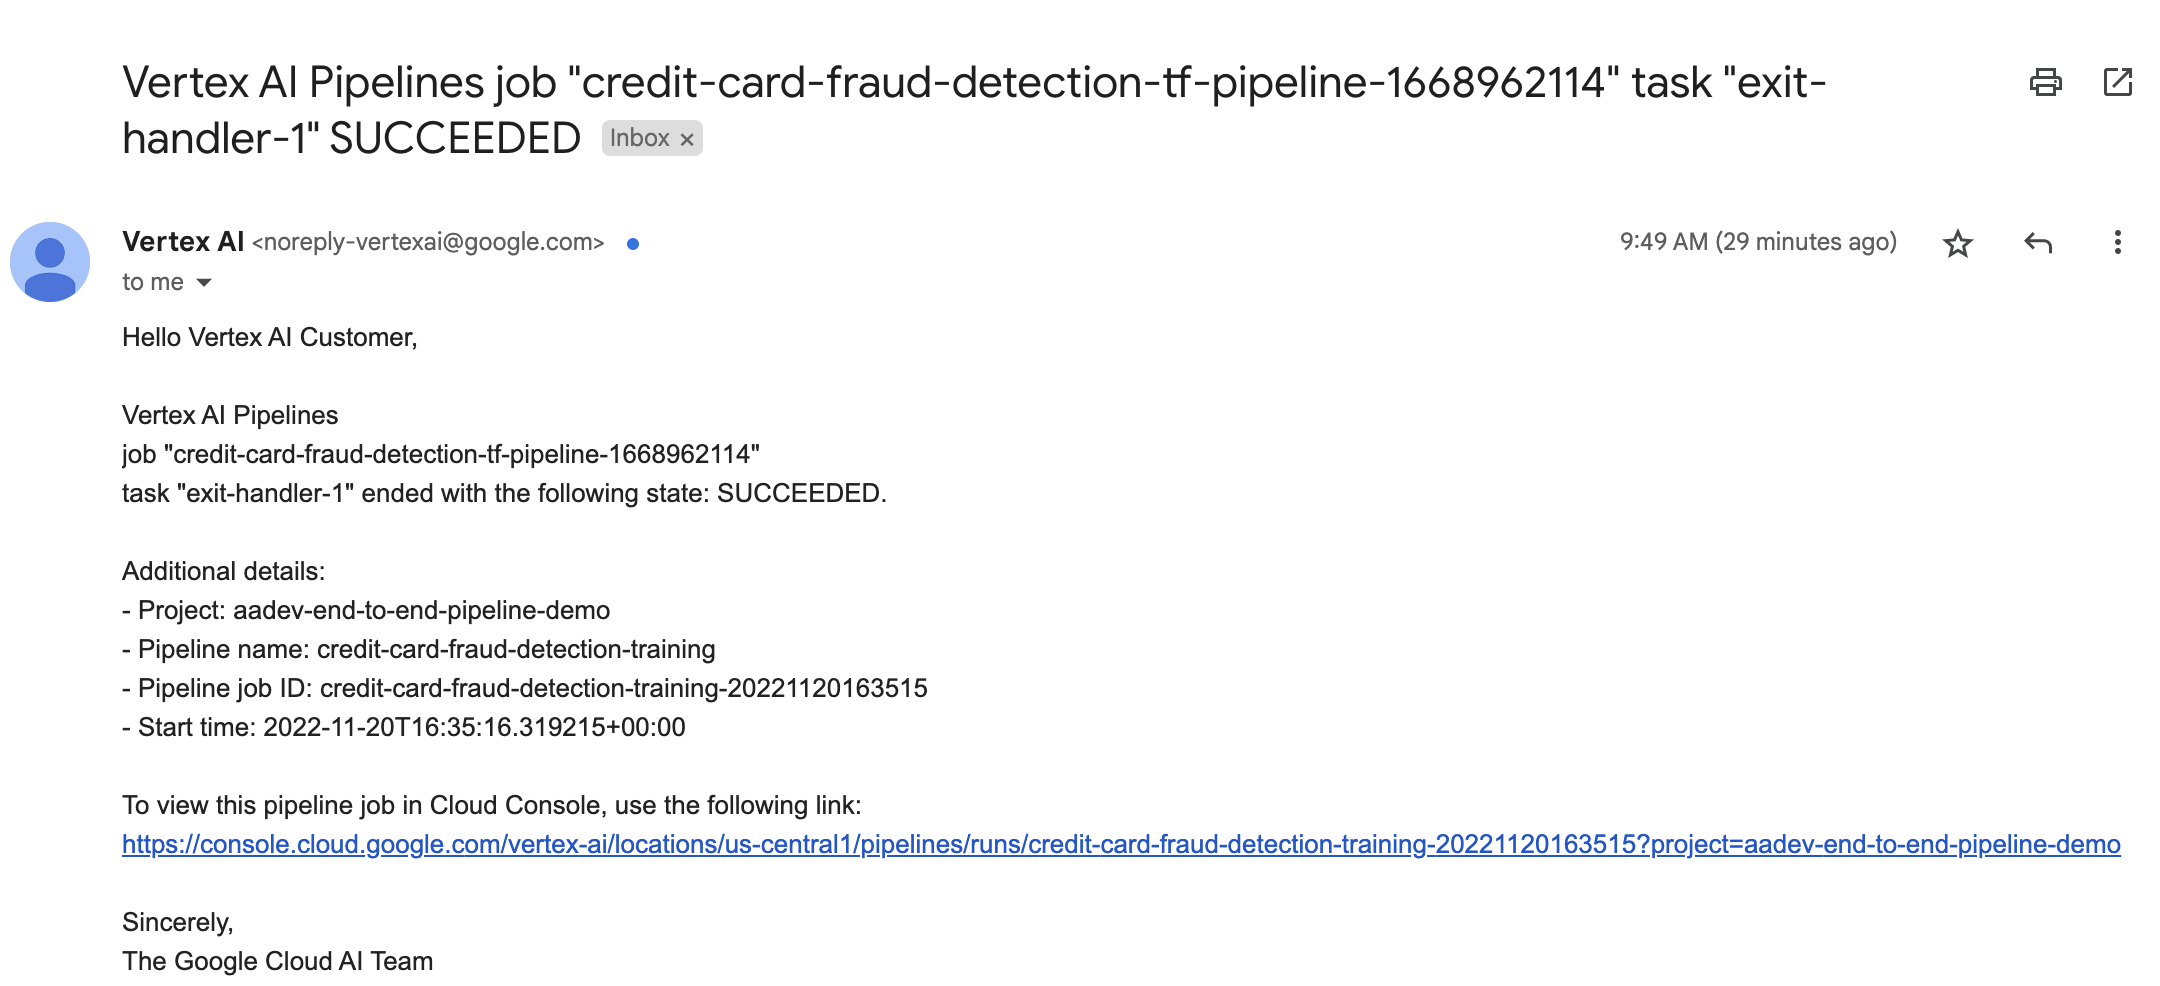 Vertex AI Pipelines job "credit-card-fraud-detection-tf-pipeline-1668962114" task "exit-
handler-1" SUCCEEDED Inbox ×
Vertex AI <noreply-vertexai@google.com> 9:49 AM (29 minutes ago)
to me
Hello Vertex AI Customer,
Vertex AI Pipelines
job "credit-card-fraud-detection-tf-pipeline-1668962114"
task "exit-handler-1" ended with the following state: SUCCEEDED.
Additional details:
- Project: aadev-end-to-end-pipeline-demo
- Pipeline name: credit-card-fraud-detection-training
- Pipeline job ID: credit-card-fraud-detection-training-20221120163515
- Start time: 2022-11-20T16:35:16.319215+00:00
To view this pipeline job in Cloud Console, use the following link:
https://console.cloud.google.com/vertex-ai/locations/us-central1/pipelines/runs/credit-card-fraud-detection-training-20221120163515?project=aadev-end-to-end-pipeline-demo
Sincerely,
The Google Cloud AI Team